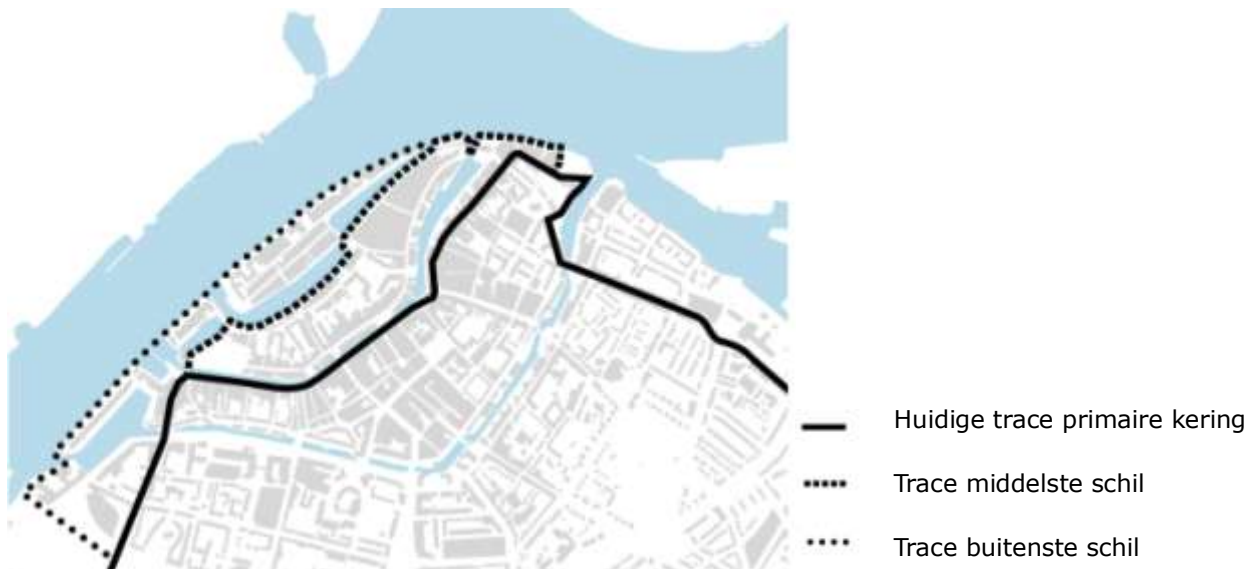 Huidige trace primaire kering
Trace middelste schil
Trace buitenste schil